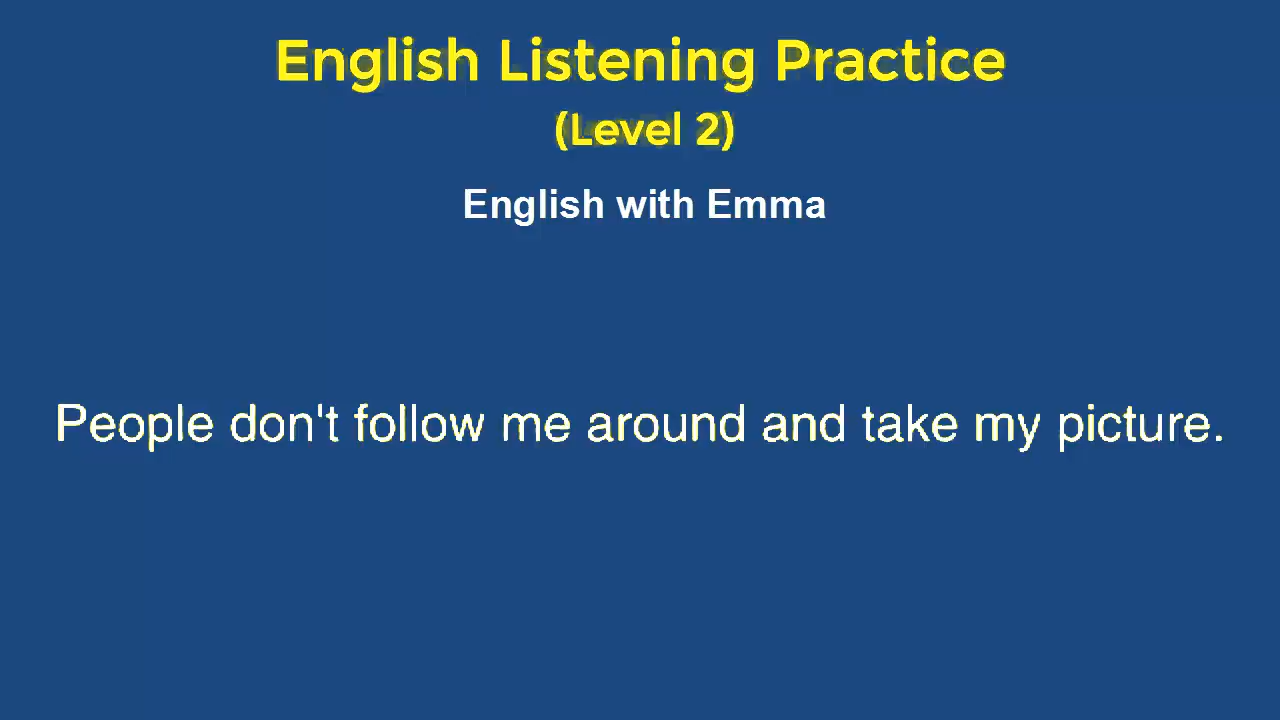 English Listening Practice
(Level 2)
English with Emma
People don't follow me around and take my picture.